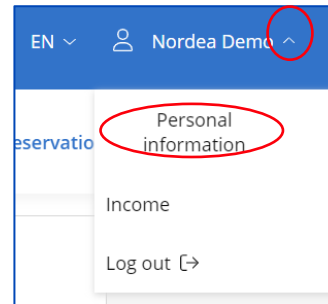 EN
Nordea Demo
eservatio
Personal
information
Income
Log out